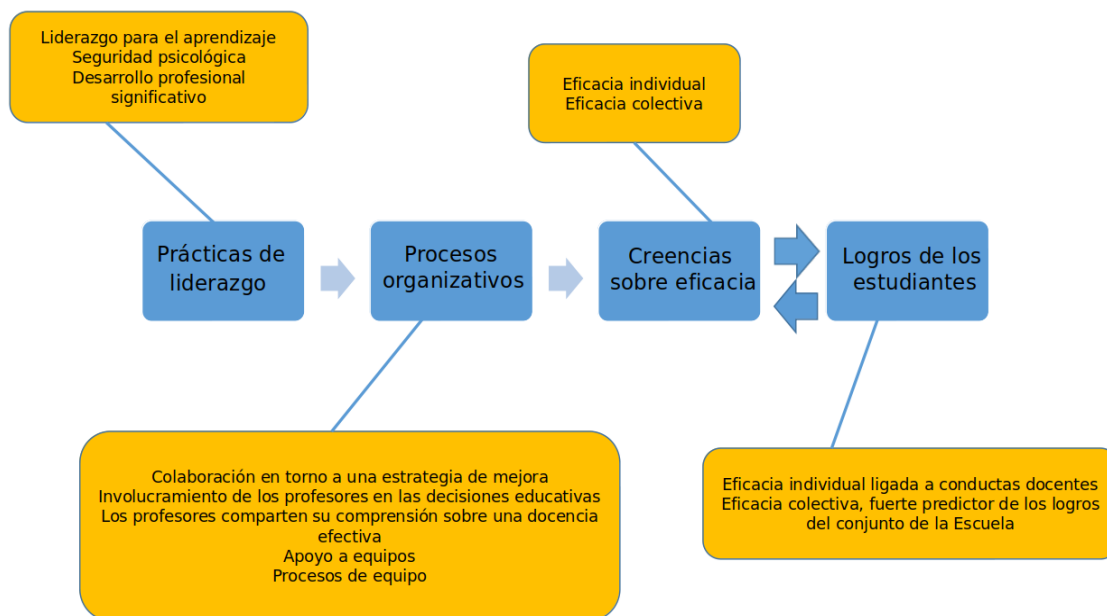 Liderazgo para el aprendizaje
Seguridad psicológica
Desarrollo profesional
significativo
Eficacia individual
Eficacia colectiva
Prácticas de
liderazgo
Procesos
organizativos
Creencias
sobre eficacia
Logros de los
estudiantes
Colaboración en torno a una estrategia de mejora
Involucramiento de los profesores en las decisiones educativas
Los profesores comparten su comprensión sobre una docencia
efectiva
Apoyo a equipos
Procesos de equipo
Eficacia individual ligada a conductas docentes
Eficacia colectiva, fuerte predictor de los logros
del conjunto de la Escuela